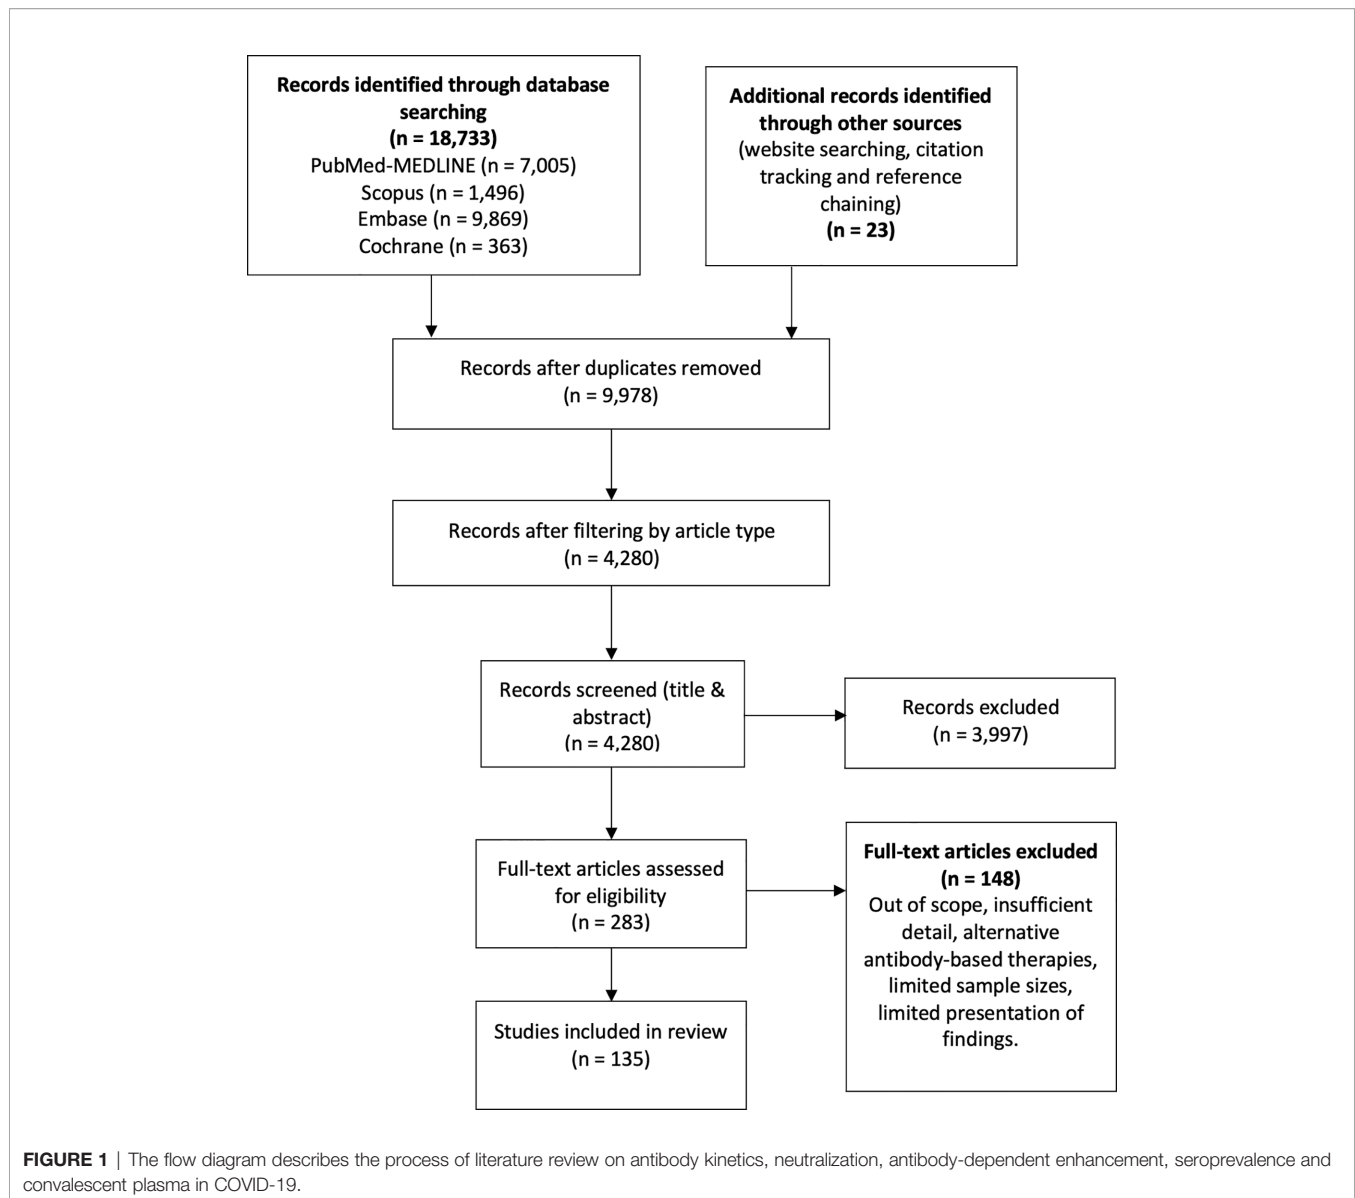 Records identified through database
searching
(n = 18,733)
PubMed-MEDLINE (n = 7,005)
Scopus (n = 1,496)
Embase (n = 9,869)
Cochrane (n = 363)
Additional records identified
through other sources
(website searching, citation
tracking and reference
chaining)
(n = 23)
Records after duplicates removed
(n = 9,978)
Records after filtering by article type
(n = 4,280)
Records screened (title &
abstract)
(n = 4,280)
Records excluded
(n = 3,997)
Full-text articles assessed
for eligibility
(n = 283)
Full-text articles excluded
(n = 148)
Out of scope, insufficient
detail, alternative
antibody-based therapies,
limited sample sizes,
limited presentation of
findings.
Studies included in review
(n = 135)
FIGURE 1 | The flow diagram describes the process of literature review on antibody kinetics, neutralization, antibody-dependent enhancement, seroprevalence and
convalescent plasma in COVID-19.